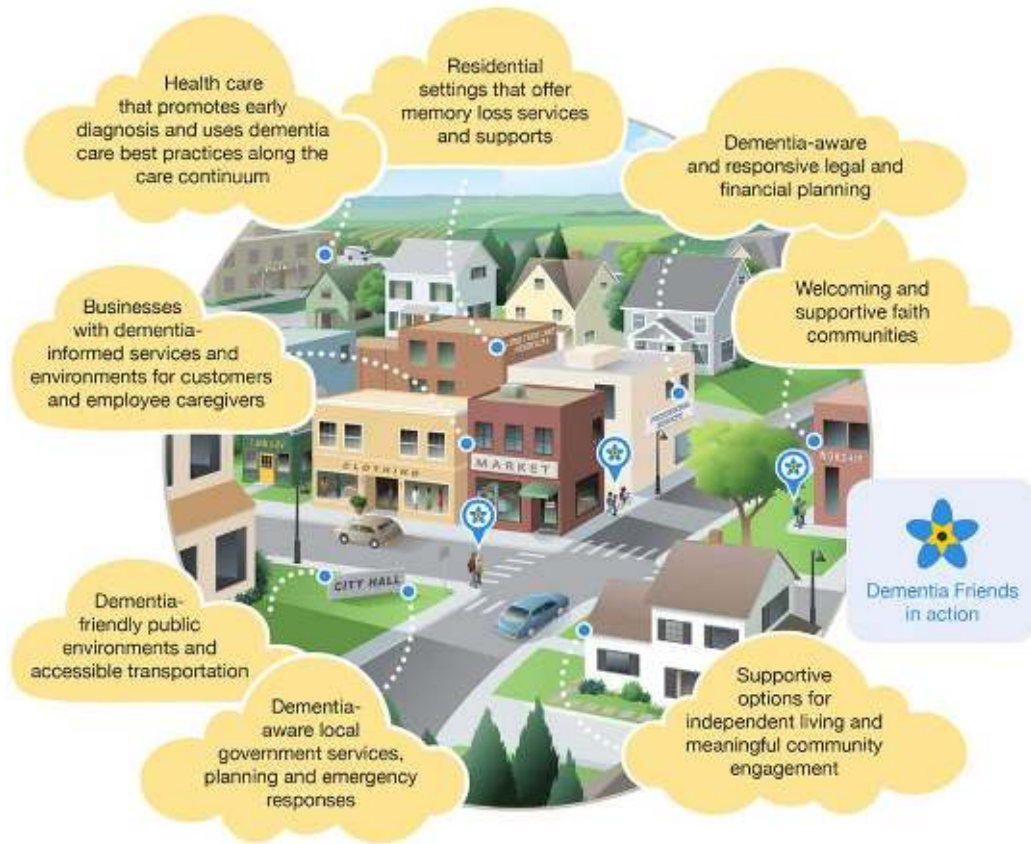 Health care
that promotes early
diagnosis and uses dementia
care best practices along the
care continuum
Residential
settings that offer
memory loss services
and supports
Dementia-aware
and responsive legal and
financial planning
Welcoming and
supportive faith
communities
Businesses
with dementia-
informed services and
environments for customers
and employee caregivers
CLOTHING
MARKET
WORSHIP
CITY HALL
Dementia Friends
in action
Dementia-
friendly public
environments and
accessible transportation
Dementia-
aware local
government services,
planning and emergency
responses
Supportive
options for
independent living and
meaningful community
engagement